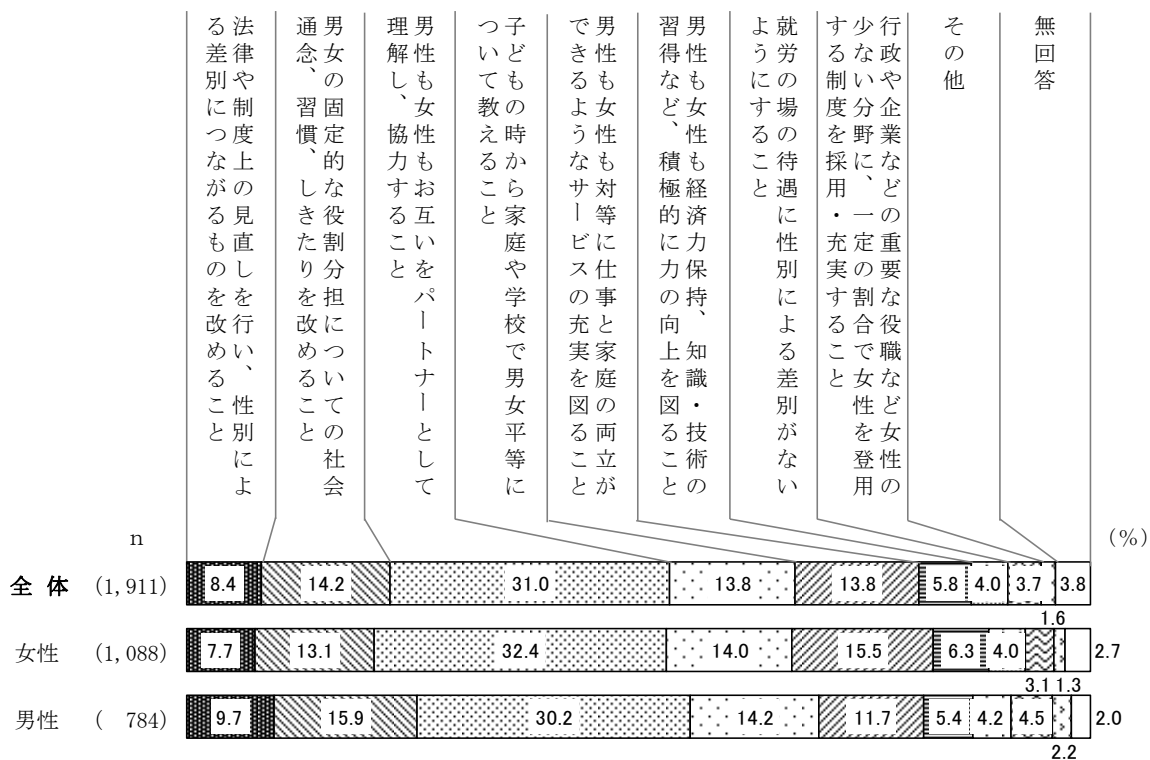 法律や制度上の見直しを行い、性別によ
る差別につながるものを改めること
男女の固定的な役割分担についての社会
通念、習慣、しきたりを改めること
男性も女性もお互いをパートナーとして
理解し、協力すること
子どもの時から家庭や学校で男女平等に
ついて教えること
男性も女性も対等に仕事と家庭の両立が
できるようなサービスの充実を図ること
男性も女性も経済力保持、知識・技術の
習得など、積極的に力の向上を図ること
就労の場の待遇に性別による差別がない
ようにすること
行政や企業などの重要な役職など女性の
少ない分野に、一定の割合で女性を登用
する制度を採用・充実すること
その他
無回答
n (%)
全体 (1,911) 8.4 14.2 31.0 13.8 13.8 5.8 4.0 3.7 3.8
1.6
女性 (1,088) 7.7 13.1 32.4 14.0 15.5 6.3 4.0 2.7
3.1 1.3
男性 ( 784) 9.7 15.9 30.2 14.2 11.7 5.4 4.2 4.5 2.0
2.2